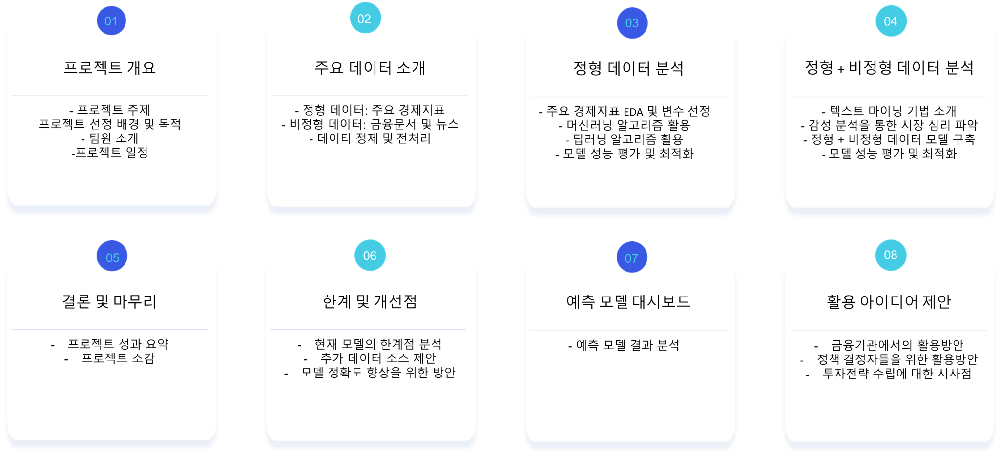 01
프로젝트 개요
- 프로젝트 주제
프로젝트 선정 배경 및 목적
- 팀원 소개
-프로젝트 일정
02
주요 데이터 소개
- 정형 데이터: 주요 경제지표
- 비정형 데이터: 금융문서 및 뉴스
- 데이터 정제 및 전처리
03
정형 데이터 분석
- 주요 경제지표 EDA 및 변수 선정
- 머신러닝 알고리즘 활용
- 딥러닝 알고리즘 활용
- 모델 성능 평가 및 최적화
04
정형 + 비정형 데이터 분석
- 텍스트 마이닝 기법 소개
- 감성 분석을 통한 시장 심리 파악
- 정형 + 비정형 데이터 모델 구축
- 모델 성능 평가 및 최적화
05
결론 및 마무리
- 프로젝트 성과 요약
- 프로젝트 소감
06
한계 및 개선점
- 현재 모델의 한계점 분석
- 추가 데이터 소스 제안
- 모델 정확도 향상을 위한 방안
07
예측 모델 대시보드
- 예측 모델 결과 분석
08
활용 아이디어 제안
- 금융기관에서의 활용방안
- 정책 결정자들을 위한 활용방안
- 투자전략 수립에 대한 시사점